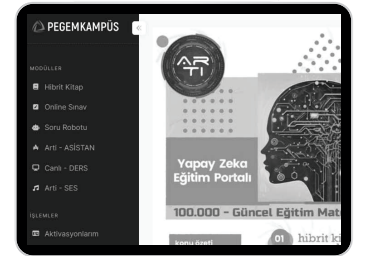 PEGEMKAMPÜS
MODÜLLER
Hibrit Kitap
Online Sınav
Soru Robotu
Arti - ASİSTAN
Canlı - DERS
Arti - SES
İŞLEMLER
Aktivasyonlarım
ARTI
Yapay Zeka
Eğitim Portalı
100.000 - Güncel Eğitim Mat
konu özeti
01 hibrit ki